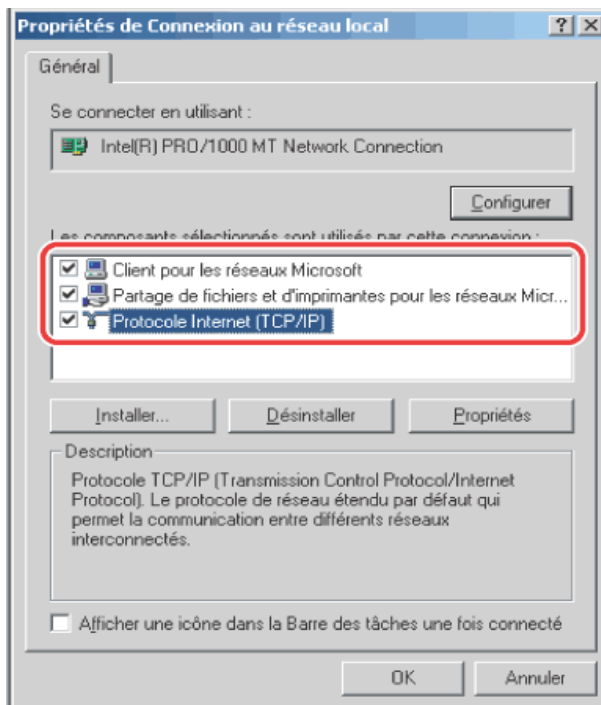 Propriétés de Connexion au réseau local
Général
Se connecter en utilisant :
Intel(R) PRO/1000 MT Network Connection
Configurer
Les composants sélectionnés sont utilisés par cette connexion :
Client pour les réseaux Microsoft
Partage de fichiers et d'imprimantes pour les réseaux Micr...
Protocole Internet (TCP/IP)
Installer...
Désinstaller
Propriétés
Description
Protocole TCP/IP (Transmission Control Protocol/Internet
Protocol). Le protocole de réseau étendu par défaut qui
permet la communication entre différents réseaux
interconnectés.
Afficher une icône dans la Barre des tâches une fois connecté
OK
Annuler